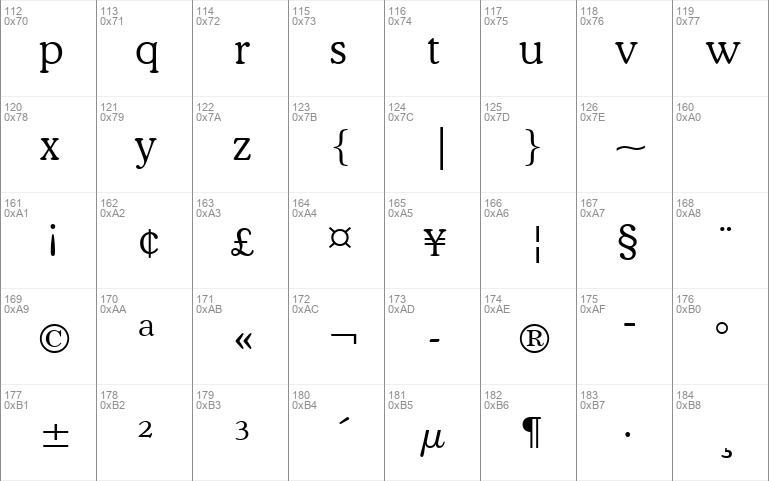 112 113 114 115 116 117 118 119
0x70 0x71 0x72 0x73 0x74 0x75 0x76 0x77
p q r s t u v w
120 121 122 123 124 125 126 160
0x78 0x79 0x7A 0x7B 0x7C 0x7D 0x7E 0xA0
x y z { | } ~
161 162 163 164 165 166 167 168
0xA1 0xA2 0xA3 0xA4 0xA5 0xA6 0xA7 0xA8
¡ ¢ £ ¤ ¥ ¦ § ¨
169 170 171 172 173 174 175 176
0xA9 0xAA 0xAB 0xAC 0xAD 0xAE 0xAF 0xB0
© ª « ¬ - ® ¯ °
177 178 179 180 181 182 183 184
0xB1 0xB2 0xB3 0xB4 0xB5 0xB6 0xB7 0xB8
± ² ³ ´ µ ¶ · ¸